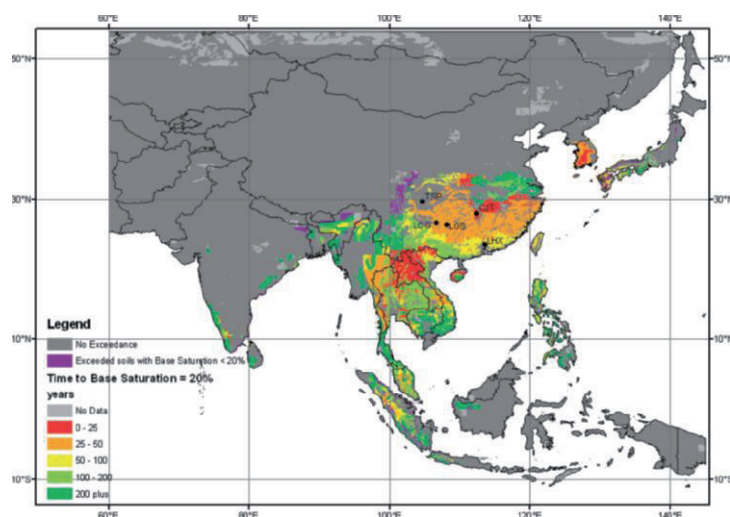 60°E 80°E 100°E 120°E 140°E
50°N 50°N
30°N 30°N
TSP
LCG LGS
LHX
10°N 10°N
Legend
No Exceedance
Exceeded soils with Base Saturation <20%
Time to Base Saturation = 20%
years
No Data
0 - 25
25 - 50
50 - 100
100 - 200
200 plus
10°S 10°S
60°E 80°E 100°E 120°E 140°E